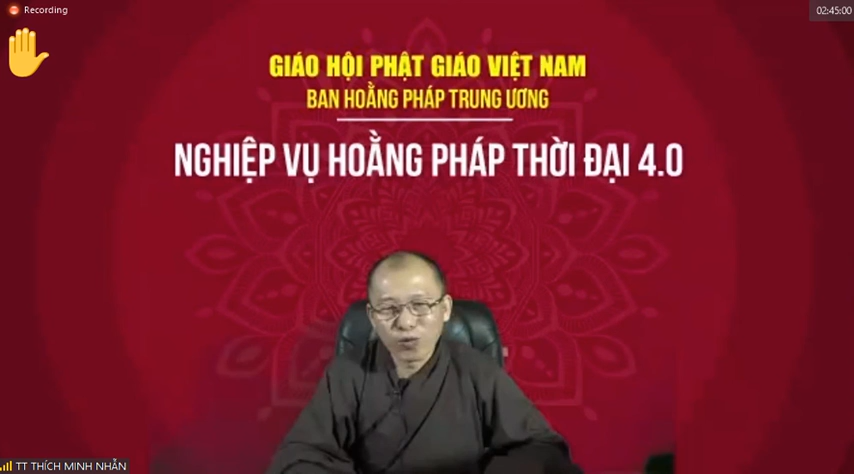 Recording
02:45:00
GIÁO HỘI PHẬT GIÁO VIỆT NAM
BAN HOẰNG PHÁP TRUNG ƯƠNG
NGHIỆP VỤ HOẰNG PHÁP THỜI ĐẠI 4.0
TT THÍCH MINH NHẪN